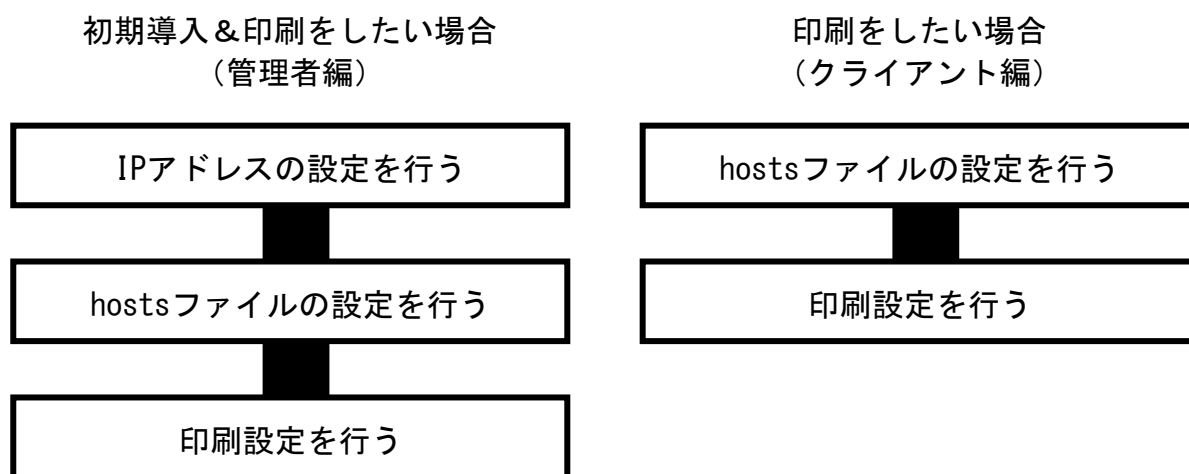 初期導入＆印刷をしたい場合
（管理者編）
IPアドレスの設定を行う
hostsファイルの設定を行う
印刷設定を行う
印刷をしたい場合
（クライアント編）
hostsファイルの設定を行う
印刷設定を行う